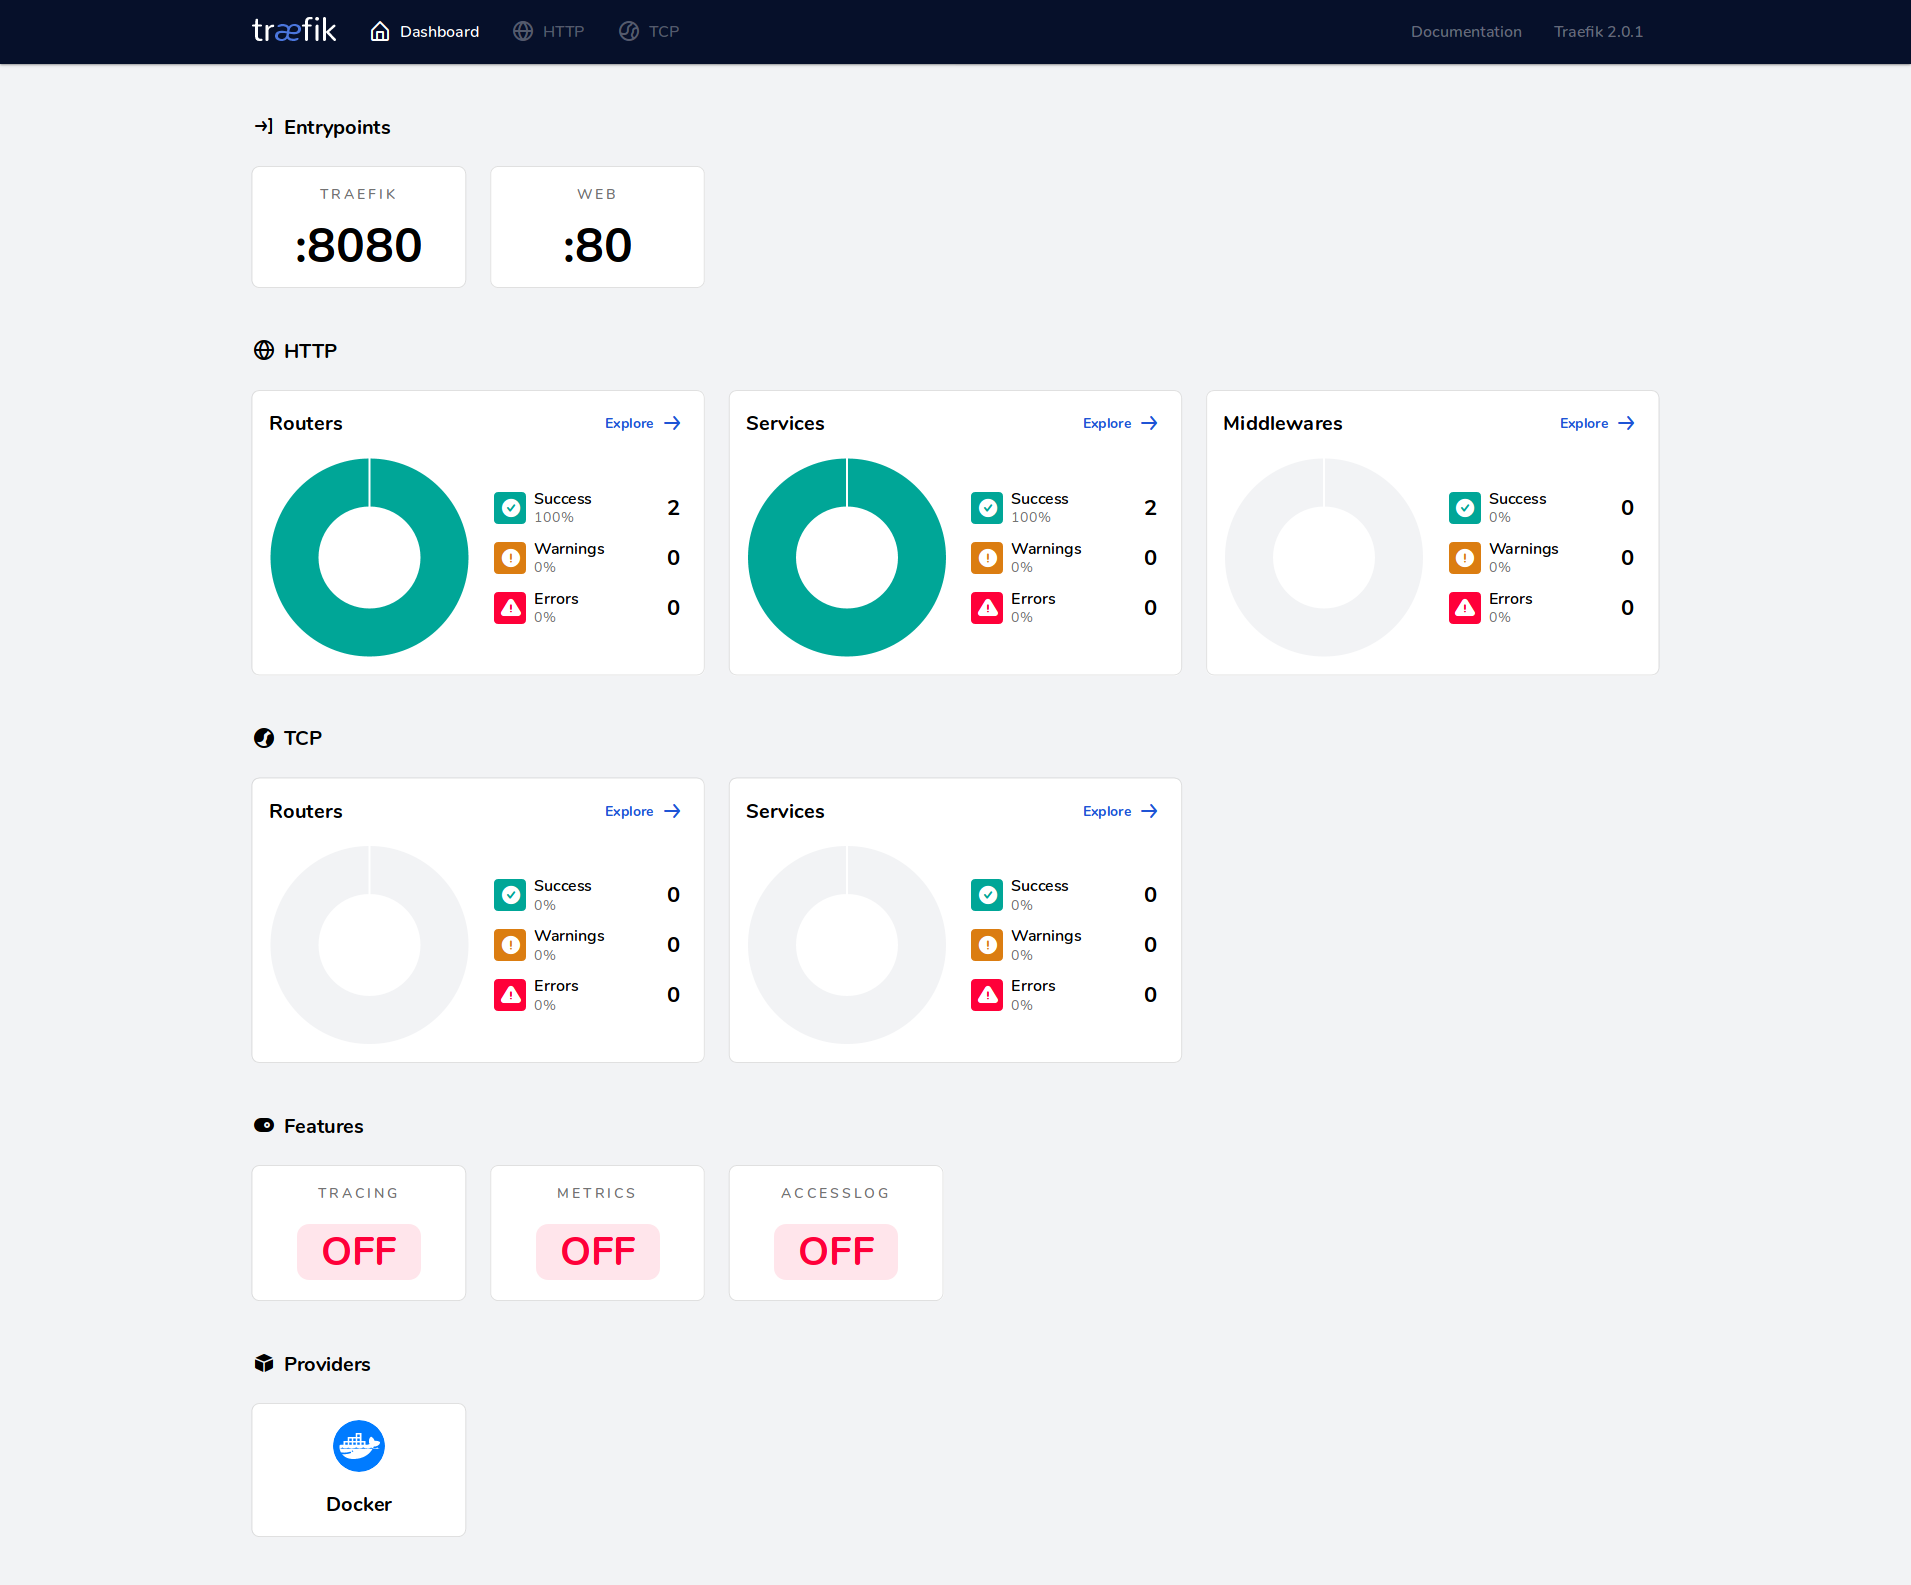 træfik Dashboard HTTP TCP Documentation Traefik 2.0.1
Entrypoints
TRAEFIK WEB
:8080 :80
HTTP
Routers Explore Services Explore Middlewares Explore
Success 2 Success 2 Success 0
100% 100% 0%
Warnings 0 Warnings 0 Warnings 0
0% 0% 0%
Errors 0 Errors 0 Errors 0
0% 0% 0%
TCP
Routers Explore Services Explore
Success 0 Success 0
0% 0%
Warnings 0 Warnings 0
0% 0%
Errors 0 Errors 0
0% 0%
Features
TRACING METRICS ACCESSLOG
OFF OFF OFF
Providers
Docker